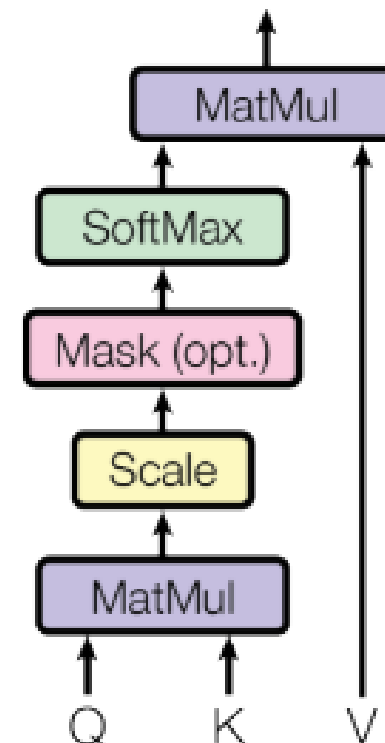 MatMul
SoftMax
Mask (opt.)
Scale
MatMul
Q K V